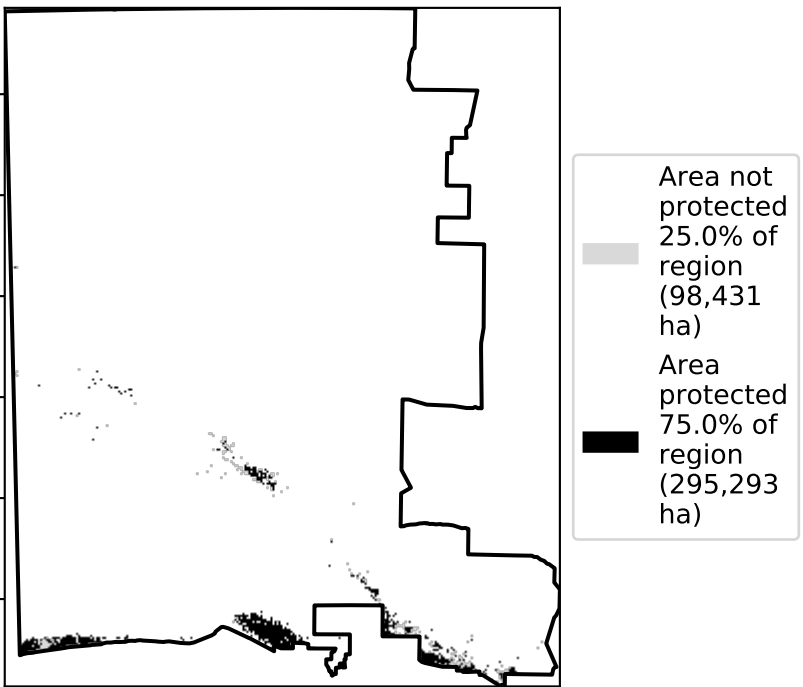 Area not
protected
25.0% of
region
(98,431
ha)
Area
protected
75.0% of
region
(295,293
ha)